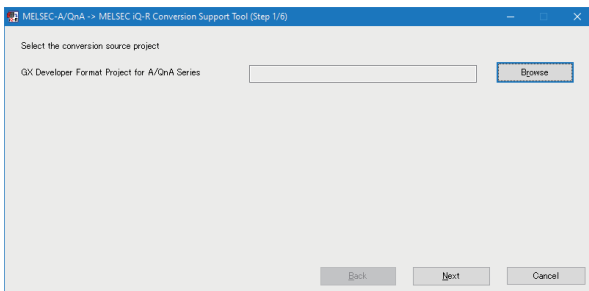 MELSEC-A/QnA -> MELSEC iQ-R Conversion Support Tool (Step 1/6)
Select the conversion source project
GX Developer Format Project for A/QnA Series
Browse
Back Next Cancel